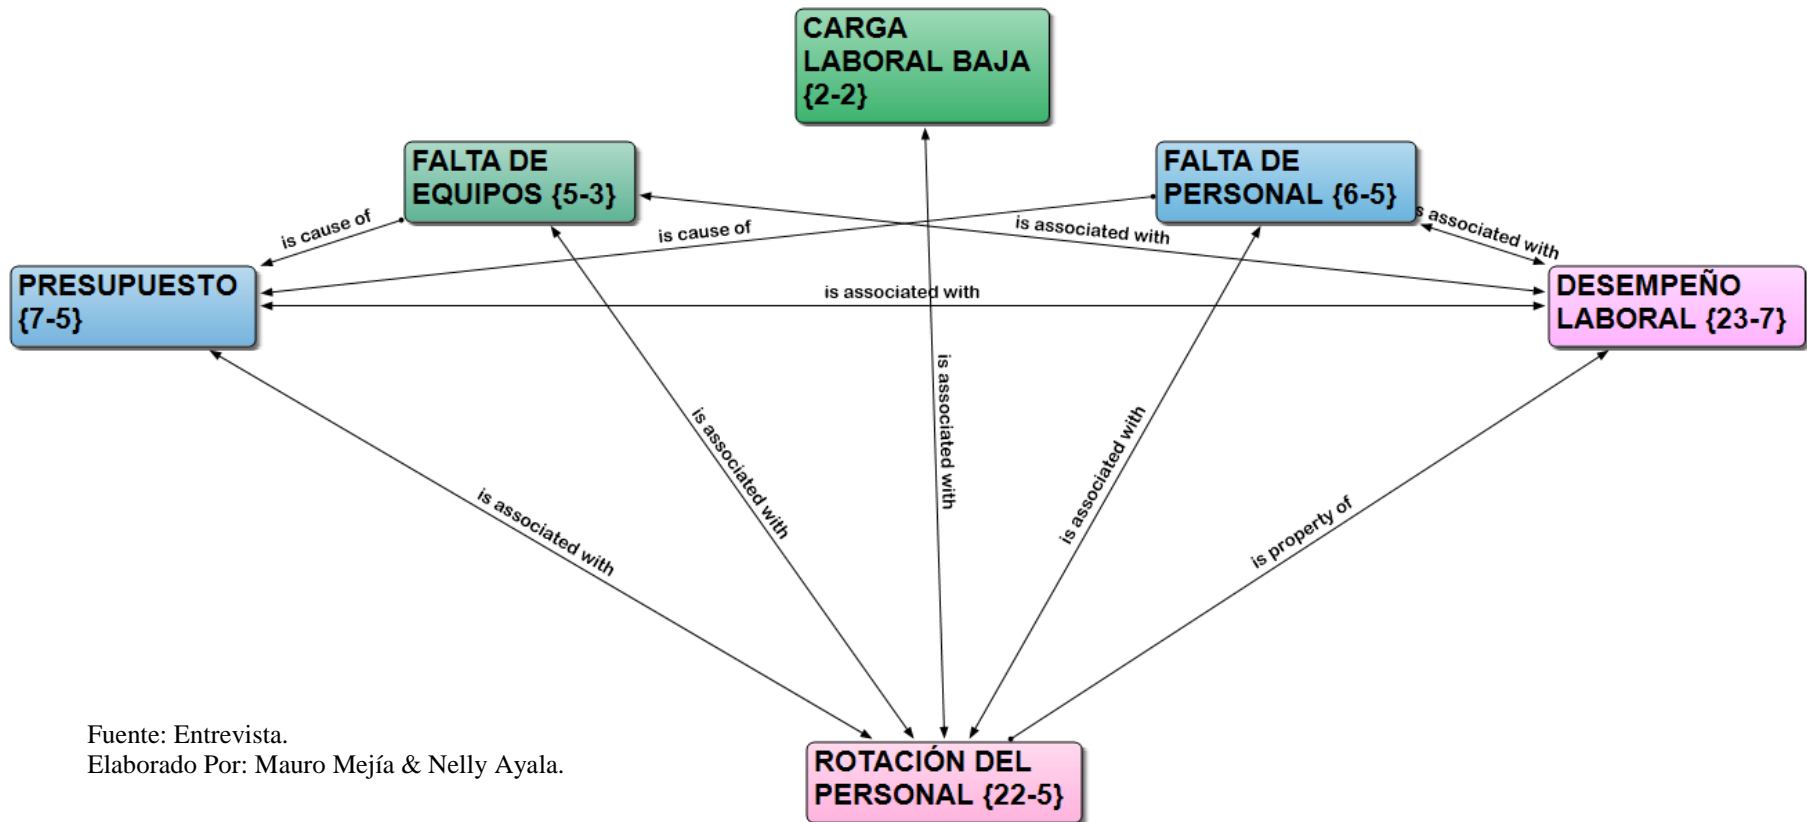 CARGA
LABORAL BAJA
{2-2}
FALTA DE
EQUIPOS {5-3}
FALTA DE
PERSONAL {6-5}
is cause of
is cause of
is associated with
is associated with
PRESUPUESTO
{7-5}
is associated with
DESEMPEÑO
LABORAL {23-7}
is associated with
is associated with
is associated with
is associated with
is property of
ROTACIÓN DEL
PERSONAL {22-5}
Fuente: Entrevista.
Elaborado Por: Mauro Mejía & Nelly Ayala.